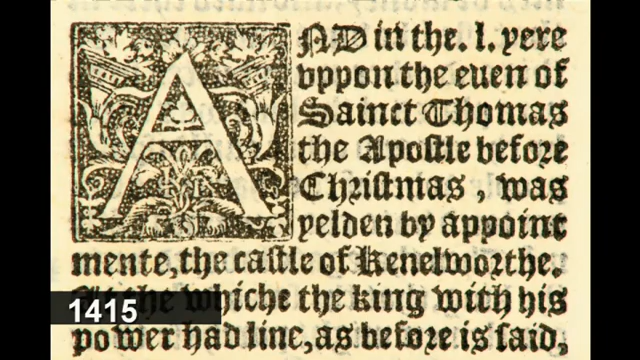 AND in the. l. yere
vppon the euen of
Sainct Thomas
the Apostle before
Christmas, was
yelden by appoint
mente, the castle of Kenelworthe.
At the whiche the king with his
power had line, as before is said,
1415